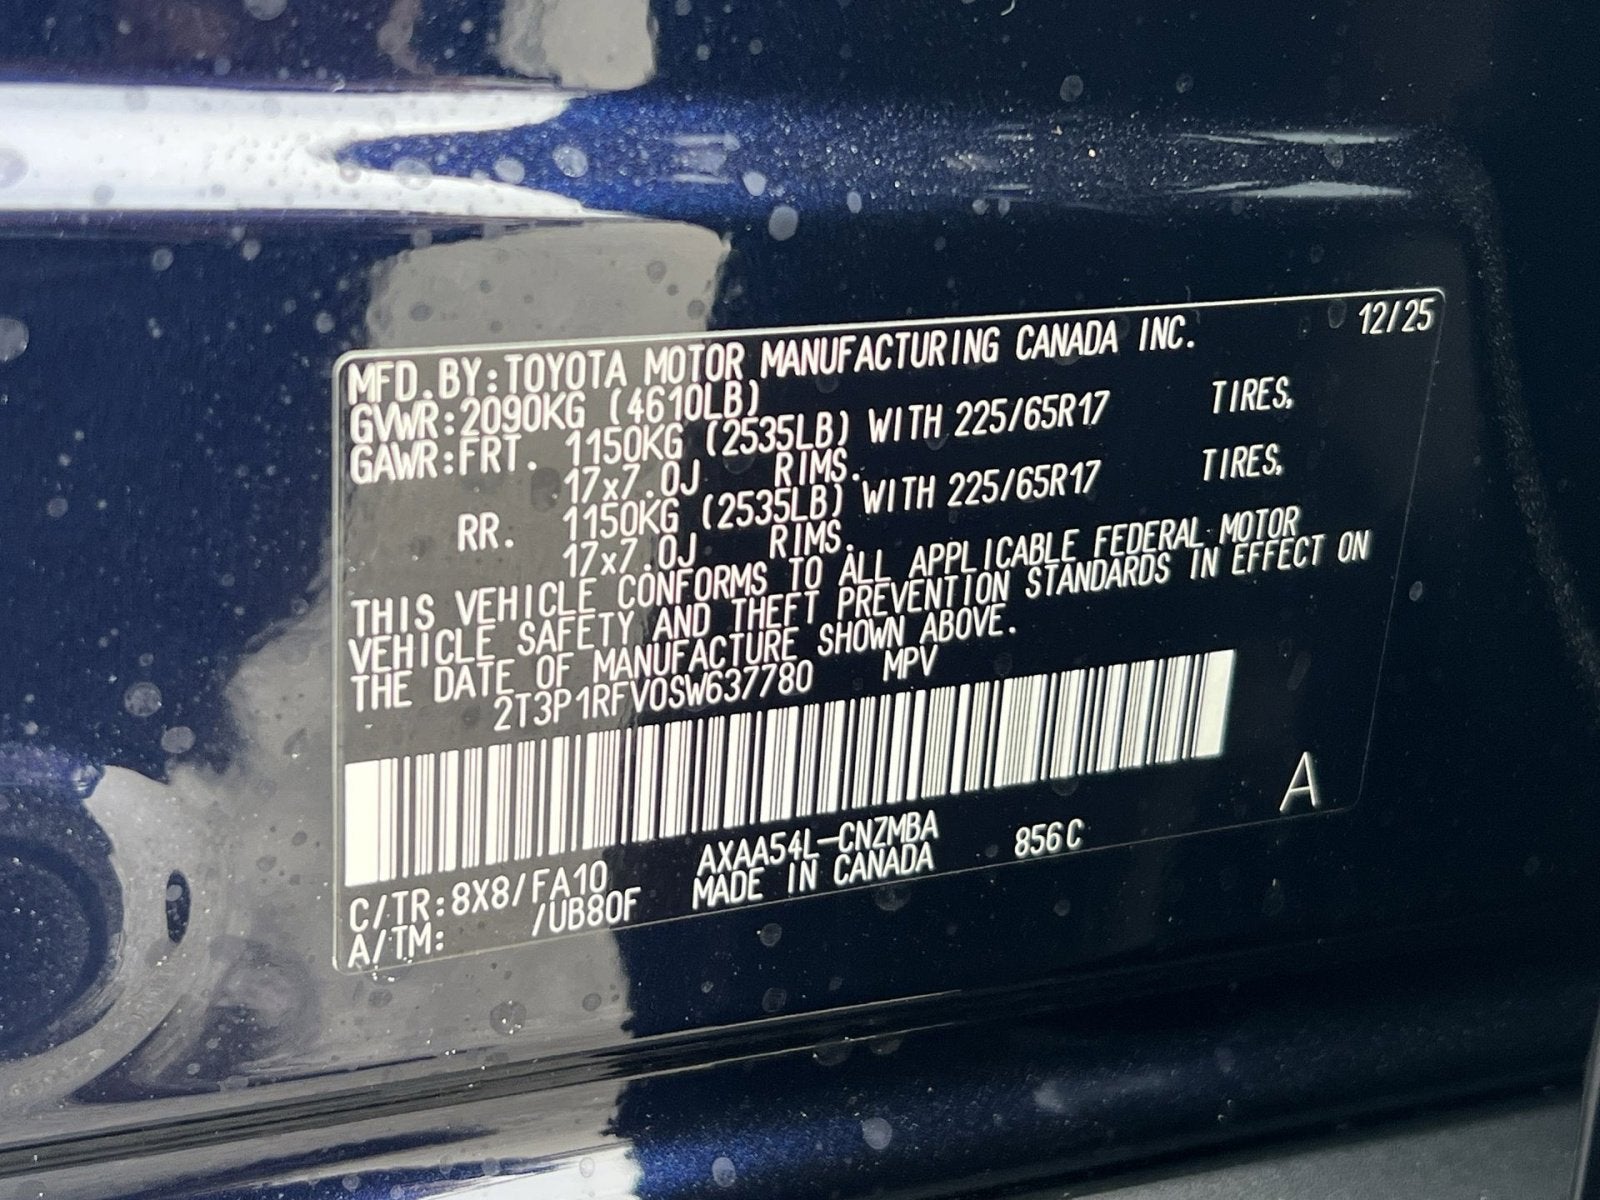 12/25
MFD.BY:TOYOTA MOTOR MANUFACTURING CANADA INC.
GVWR:2090KG (4610LB)
GAWR:FRT. 1150KG (2535LB) WITH 225/65R17 TIRES,
17x7.0J RIMS.
RR. 1150KG (2535LB) WITH 225/65R17 TIRES,
17x7.0J RIMS.
THIS VEHICLE CONFORMS TO ALL APPLICABLE FEDERAL MOTOR
VEHICLE SAFETY AND THEFT PREVENTION STANDARDS IN EFFECT ON
THE DATE OF MANUFACTURE SHOWN ABOVE.
2T3P1RFV0SW637780 MPV
A
C/TR:8X8/FA10 AXAA54L-CNZMBA 856C
A/TM: /UB80F MADE IN CANADA